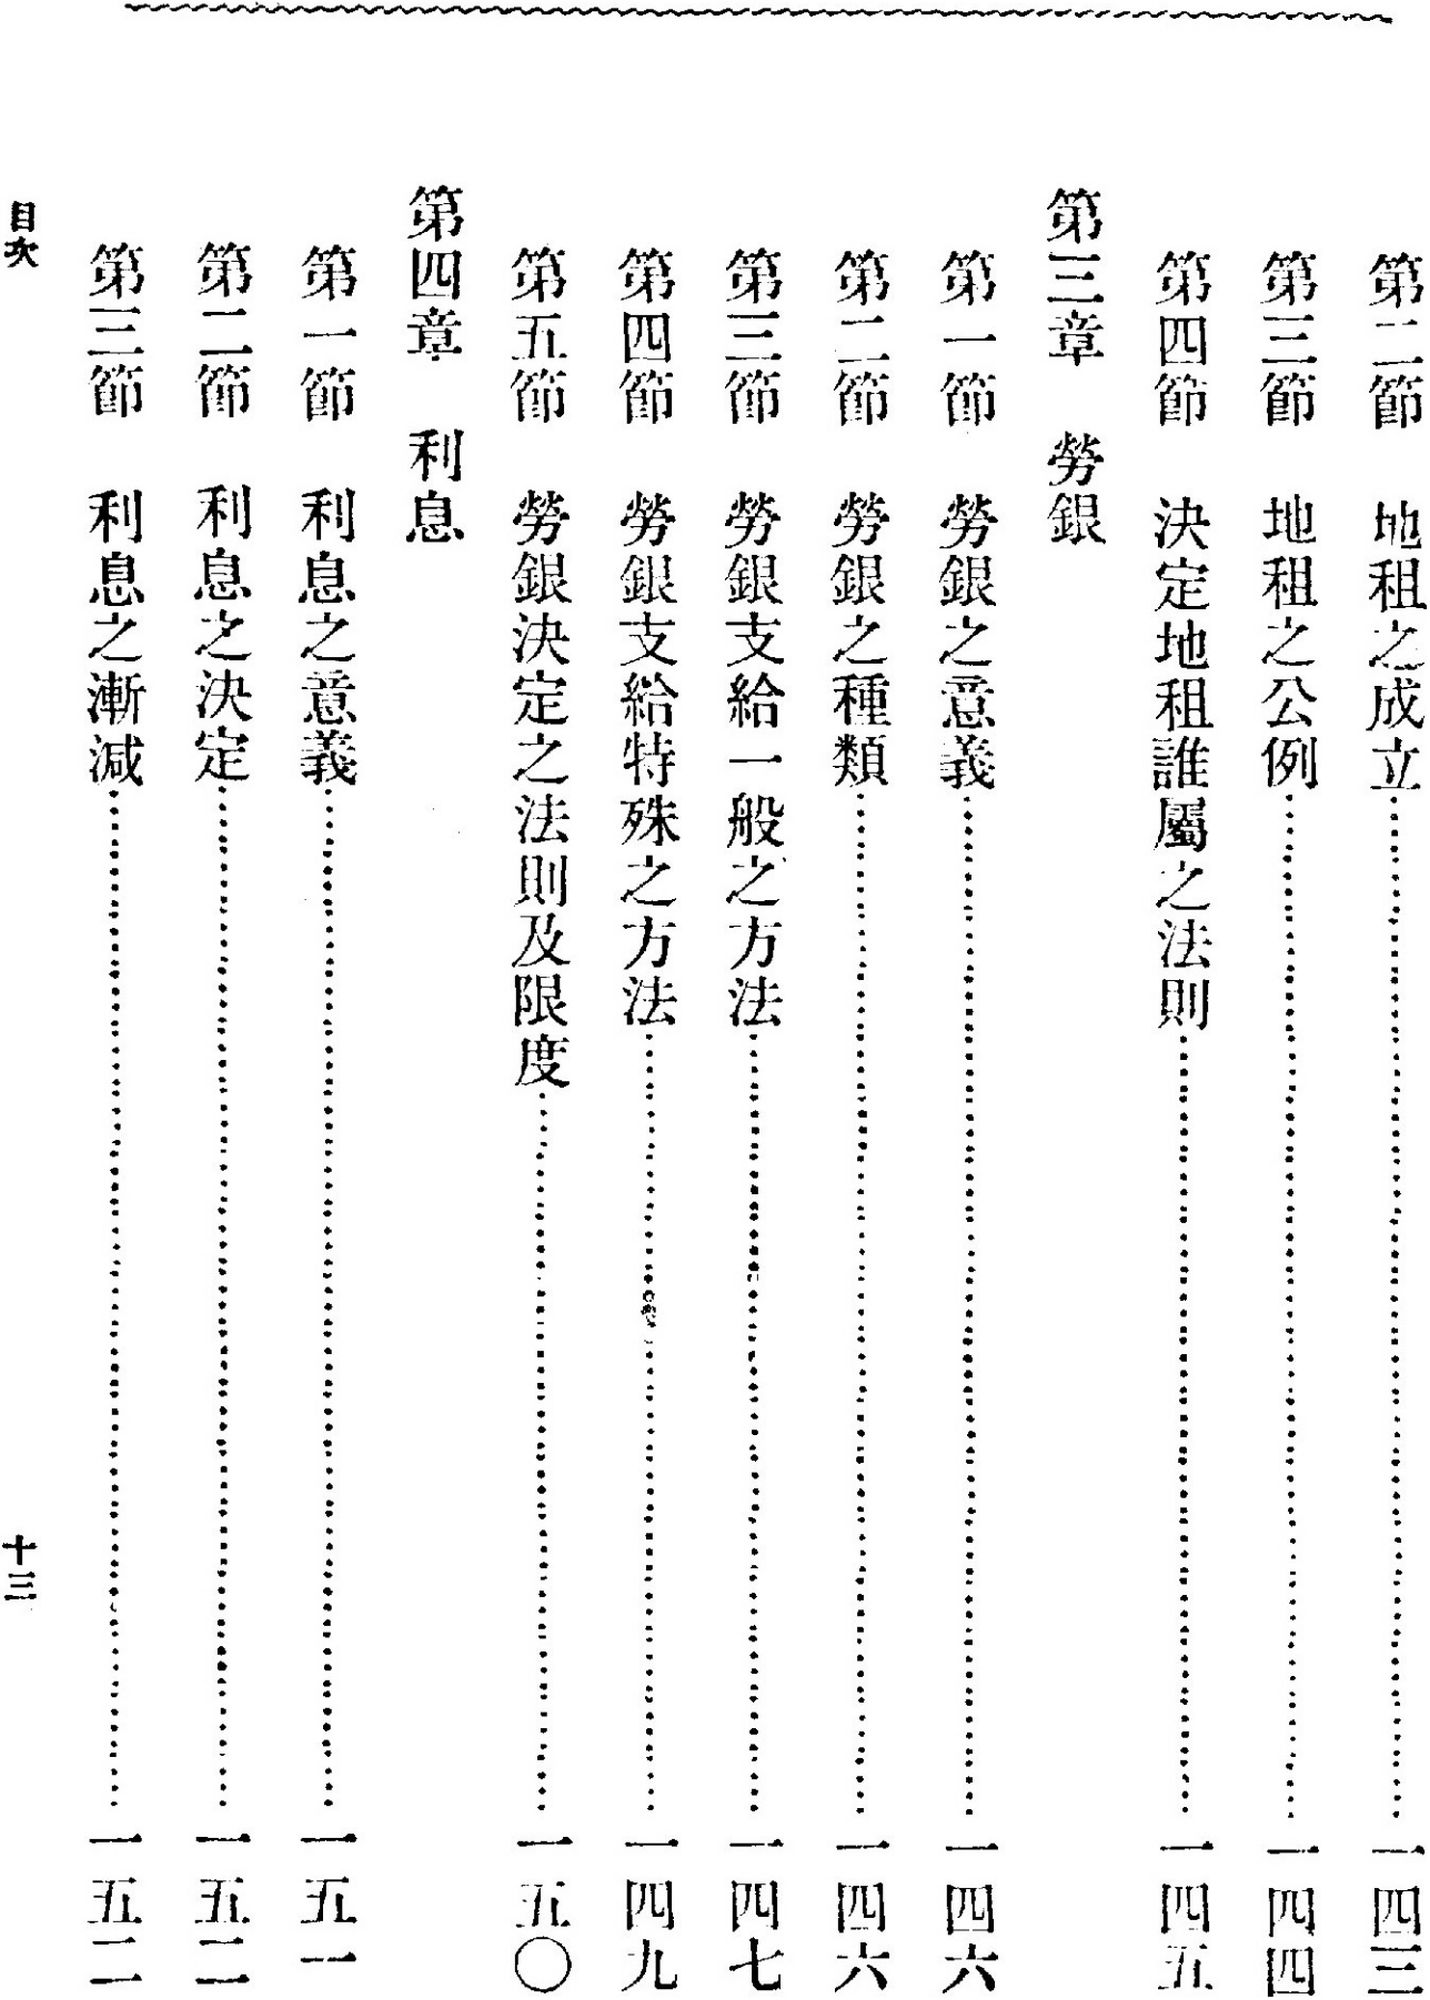 第二節　地租之成立……一四三
第三節　地租之公例……一四四
第四節　決定地租誰屬之法則……一四五
第三章　勞銀
第一節　勞銀之意義……一四六
第二節　勞銀之種類……一四六
第三節　勞銀支給一般之方法……一四七
第四節　勞銀支給特殊之方法……一四九
第五節　勞銀決定之法則及限度……一五〇
第四章　利息
第一節　利息之意義……一五一
第二節　利息之決定……一五二
第三節　利息之漸減……一五二
目次
十三